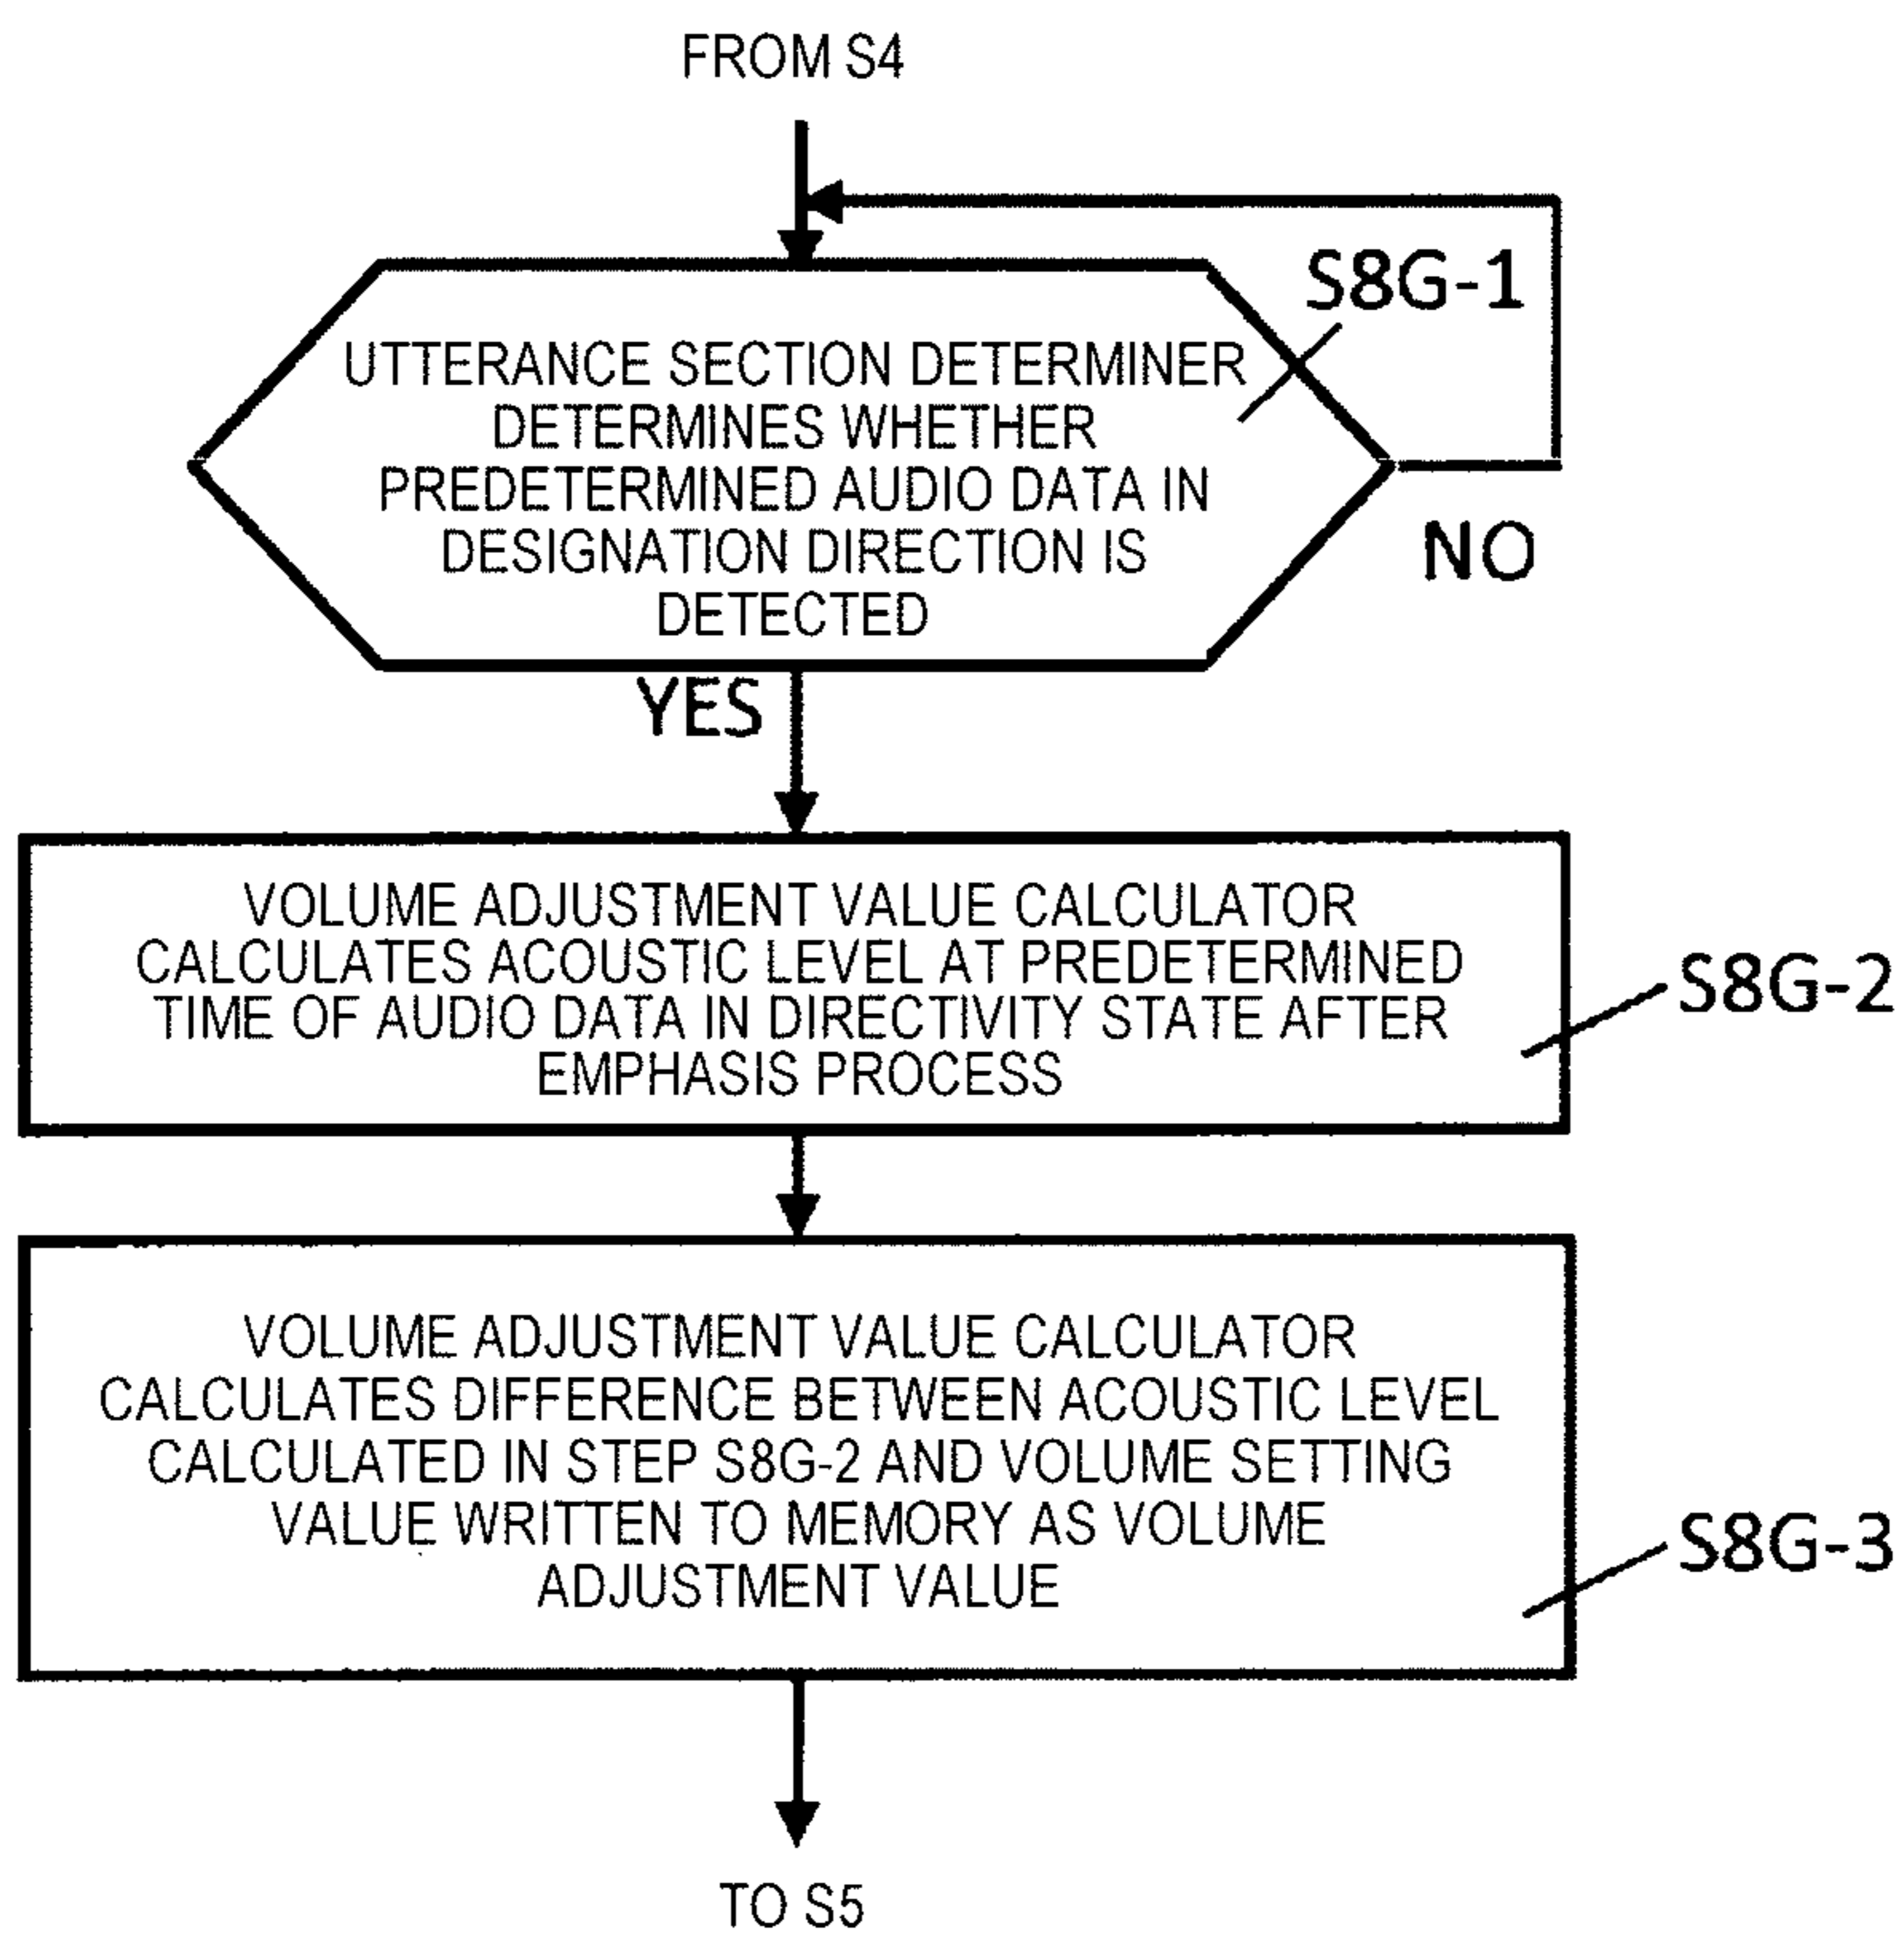 FROM S4
S8G-1
UTTERANCE SECTION DETERMINER
DETERMINES WHETHER
PREDETERMINED AUDIO DATA IN
DESIGNATION DIRECTION IS
DETECTED
NO
YES
VOLUME ADJUSTMENT VALUE CALCULATOR
CALCULATES ACOUSTIC LEVEL AT PREDETERMINED
TIME OF AUDIO DATA IN DIRECTIVITY STATE AFTER
EMPHASIS PROCESS
S8G-2
VOLUME ADJUSTMENT VALUE CALCULATOR
CALCULATES DIFFERENCE BETWEEN ACOUSTIC LEVEL
CALCULATED IN STEP S8G-2 AND VOLUME SETTING
VALUE WRITTEN TO MEMORY AS VOLUME
ADJUSTMENT VALUE
S8G-3
TO S5